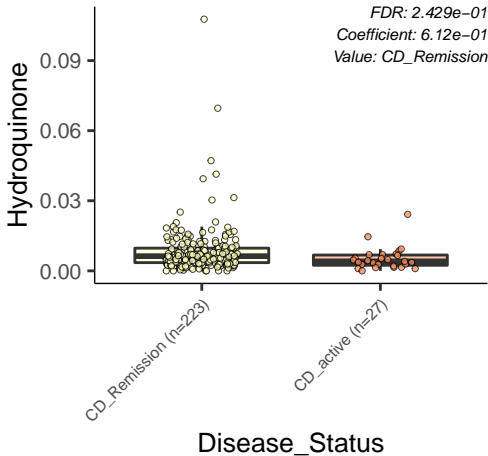 FDR: 2.429e−01
Coefficient: 6.12e−01
Value: CD_Remission
Hydroquinone
0.09
0.06
0.03
0.00
CD_Remission (n=223)
CD_active (n=27)
Disease_Status